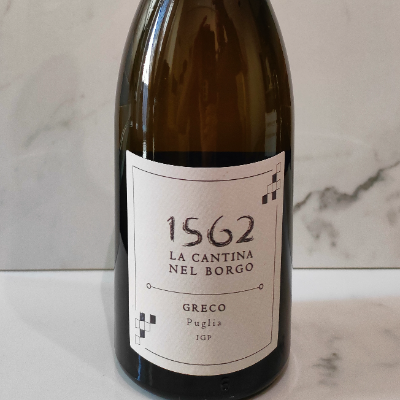 1562
LA CANTINA
NEL BORGO
GRECO
Puglia
IGP